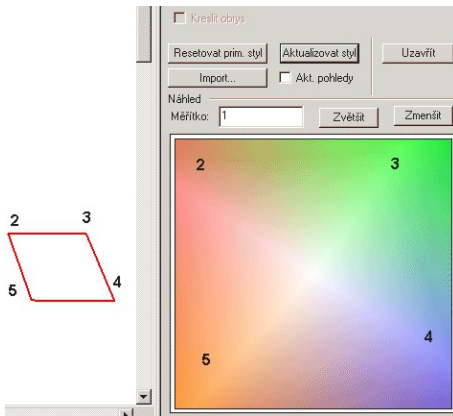 Kreslit obrys
Resetovat prim. styl Aktualizovat styl Uzavřít
Import... Akt. pohledy
Náhled
Měřítko: 1 Zvětšit Zmenšit
2 3
2 3
5 4
4
5